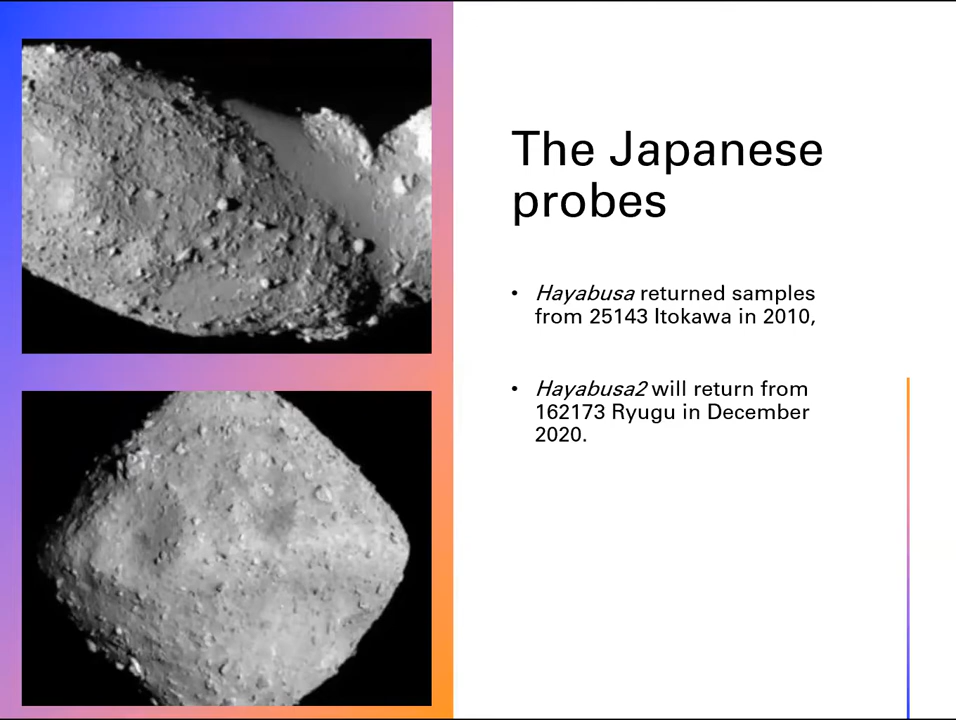 The Japanese
probes
• Hayabusa returned samples
from 25143 Itokawa in 2010,
• Hayabusa2 will return from
162173 Ryugu in December
2020.